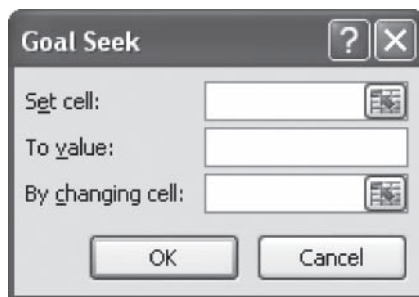 Goal Seek
Set cell:
To value:
By changing cell:
OK Cancel